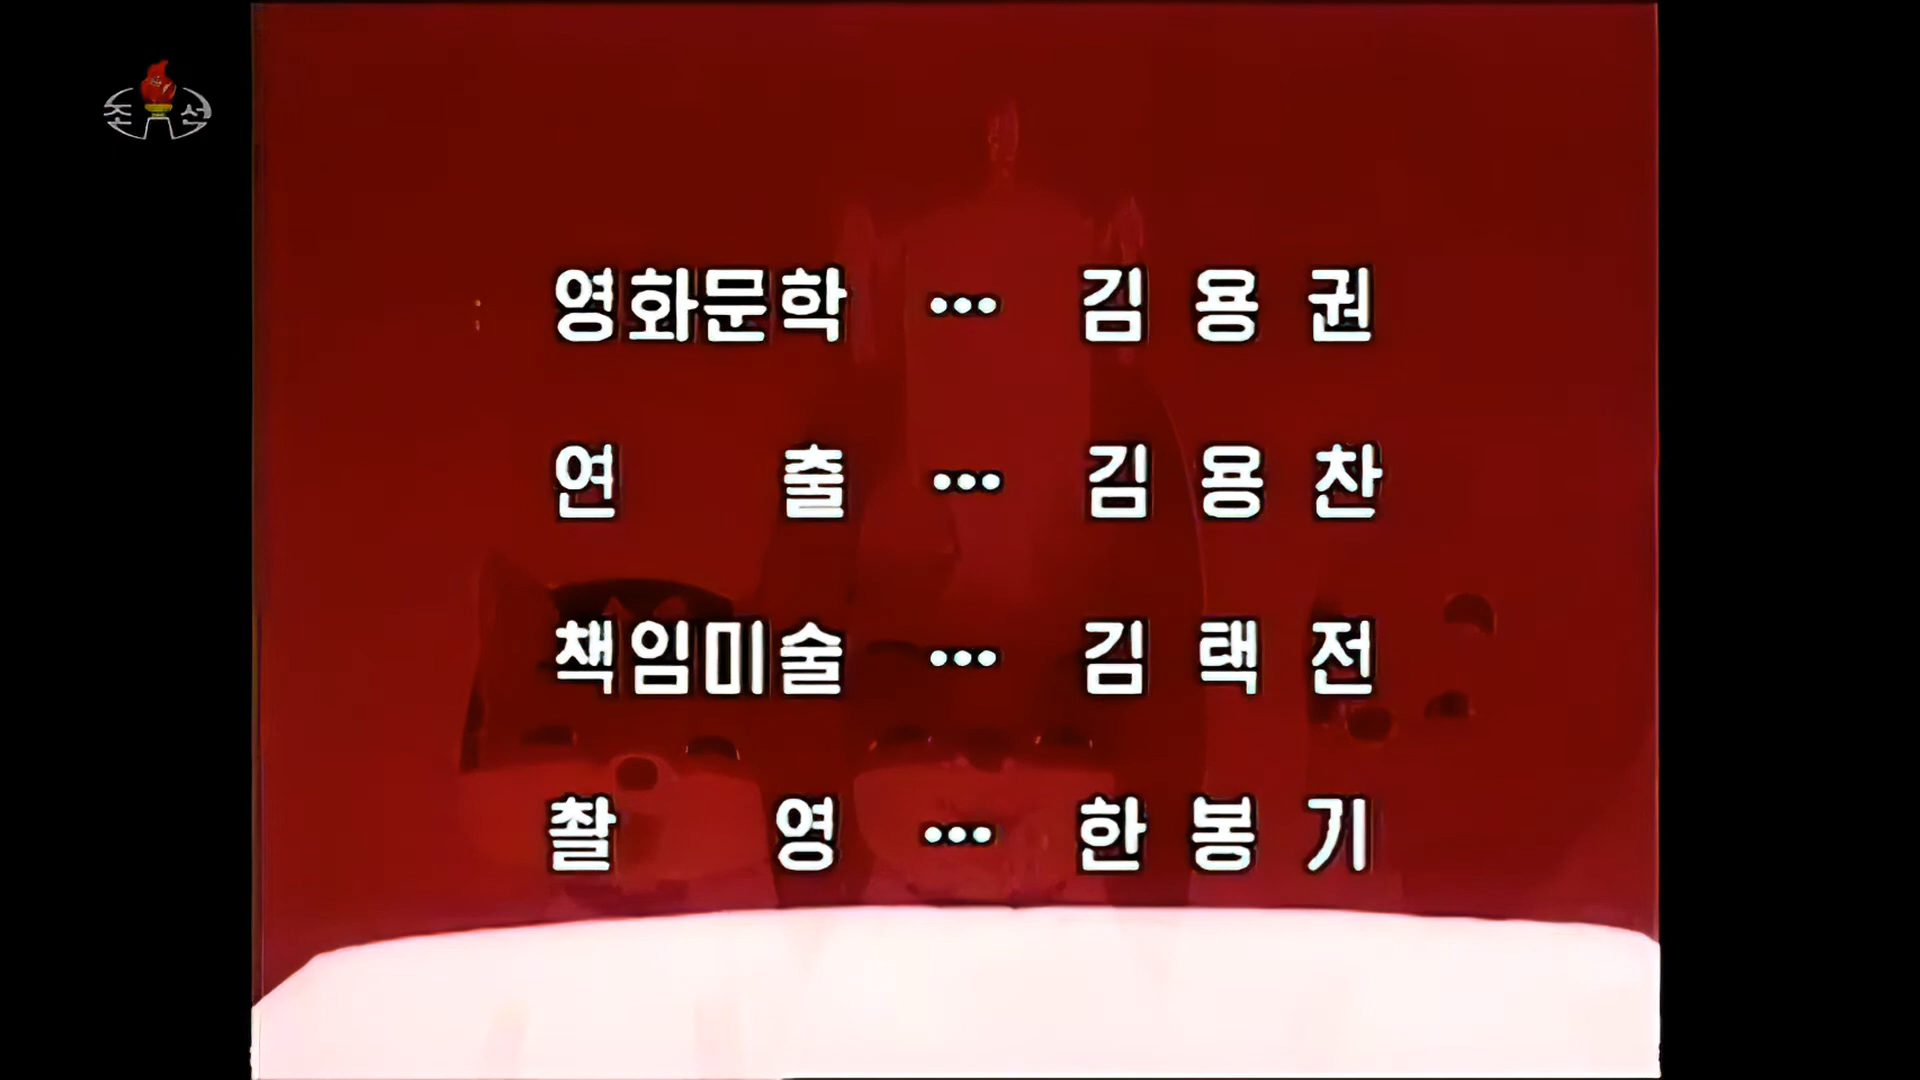 조선
영화문학 ··· 김용권
연출 ··· 김용찬
책임미술 ··· 김택전
촬영 ··· 한봉기